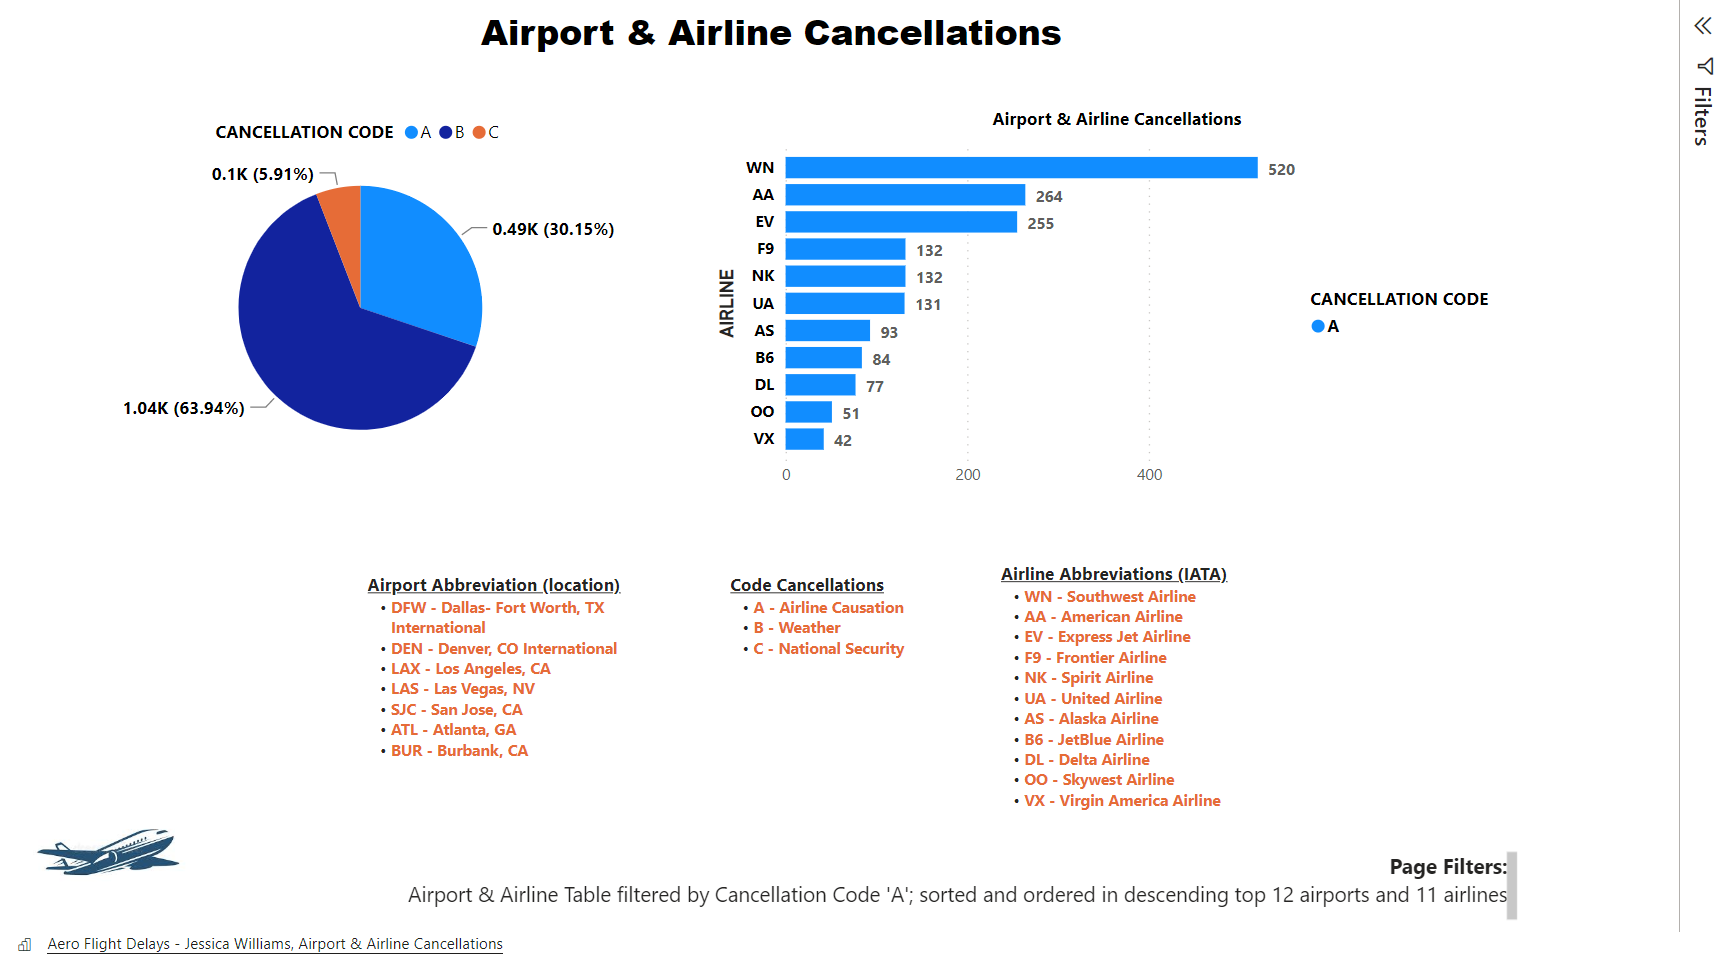 Airport & Airline Cancellations
Filters
CANCELLATION CODE A B C
0.1K (5.91%)
0.49K (30.15%)
1.04K (63.94%)
Airport & Airline Cancellations
AIRLINE
WN 520
AA 264
EV 255
F9 132
NK 132
UA 131
AS 93
B6 84
DL 77
OO 51
VX 42
0 200 400
CANCELLATION CODE
A
Airport Abbreviation (location)
• DFW - Dallas- Fort Worth, TX
International
• DEN - Denver, CO International
• LAX - Los Angeles, CA
• LAS - Las Vegas, NV
• SJC - San Jose, CA
• ATL - Atlanta, GA
• BUR - Burbank, CA
Code Cancellations
• A - Airline Causation
• B - Weather
• C - National Security
Airline Abbreviations (IATA)
• WN - Southwest Airline
• AA - American Airline
• EV - Express Jet Airline
• F9 - Frontier Airline
• NK - Spirit Airline
• UA - United Airline
• AS - Alaska Airline
• B6 - JetBlue Airline
• DL - Delta Airline
• OO - Skywest Airline
• VX - Virgin America Airline
Page Filters:
Airport & Airline Table filtered by Cancellation Code 'A'; sorted and ordered in descending top 12 airports and 11 airlines
Aero Flight Delays - Jessica Williams, Airport & Airline Cancellations